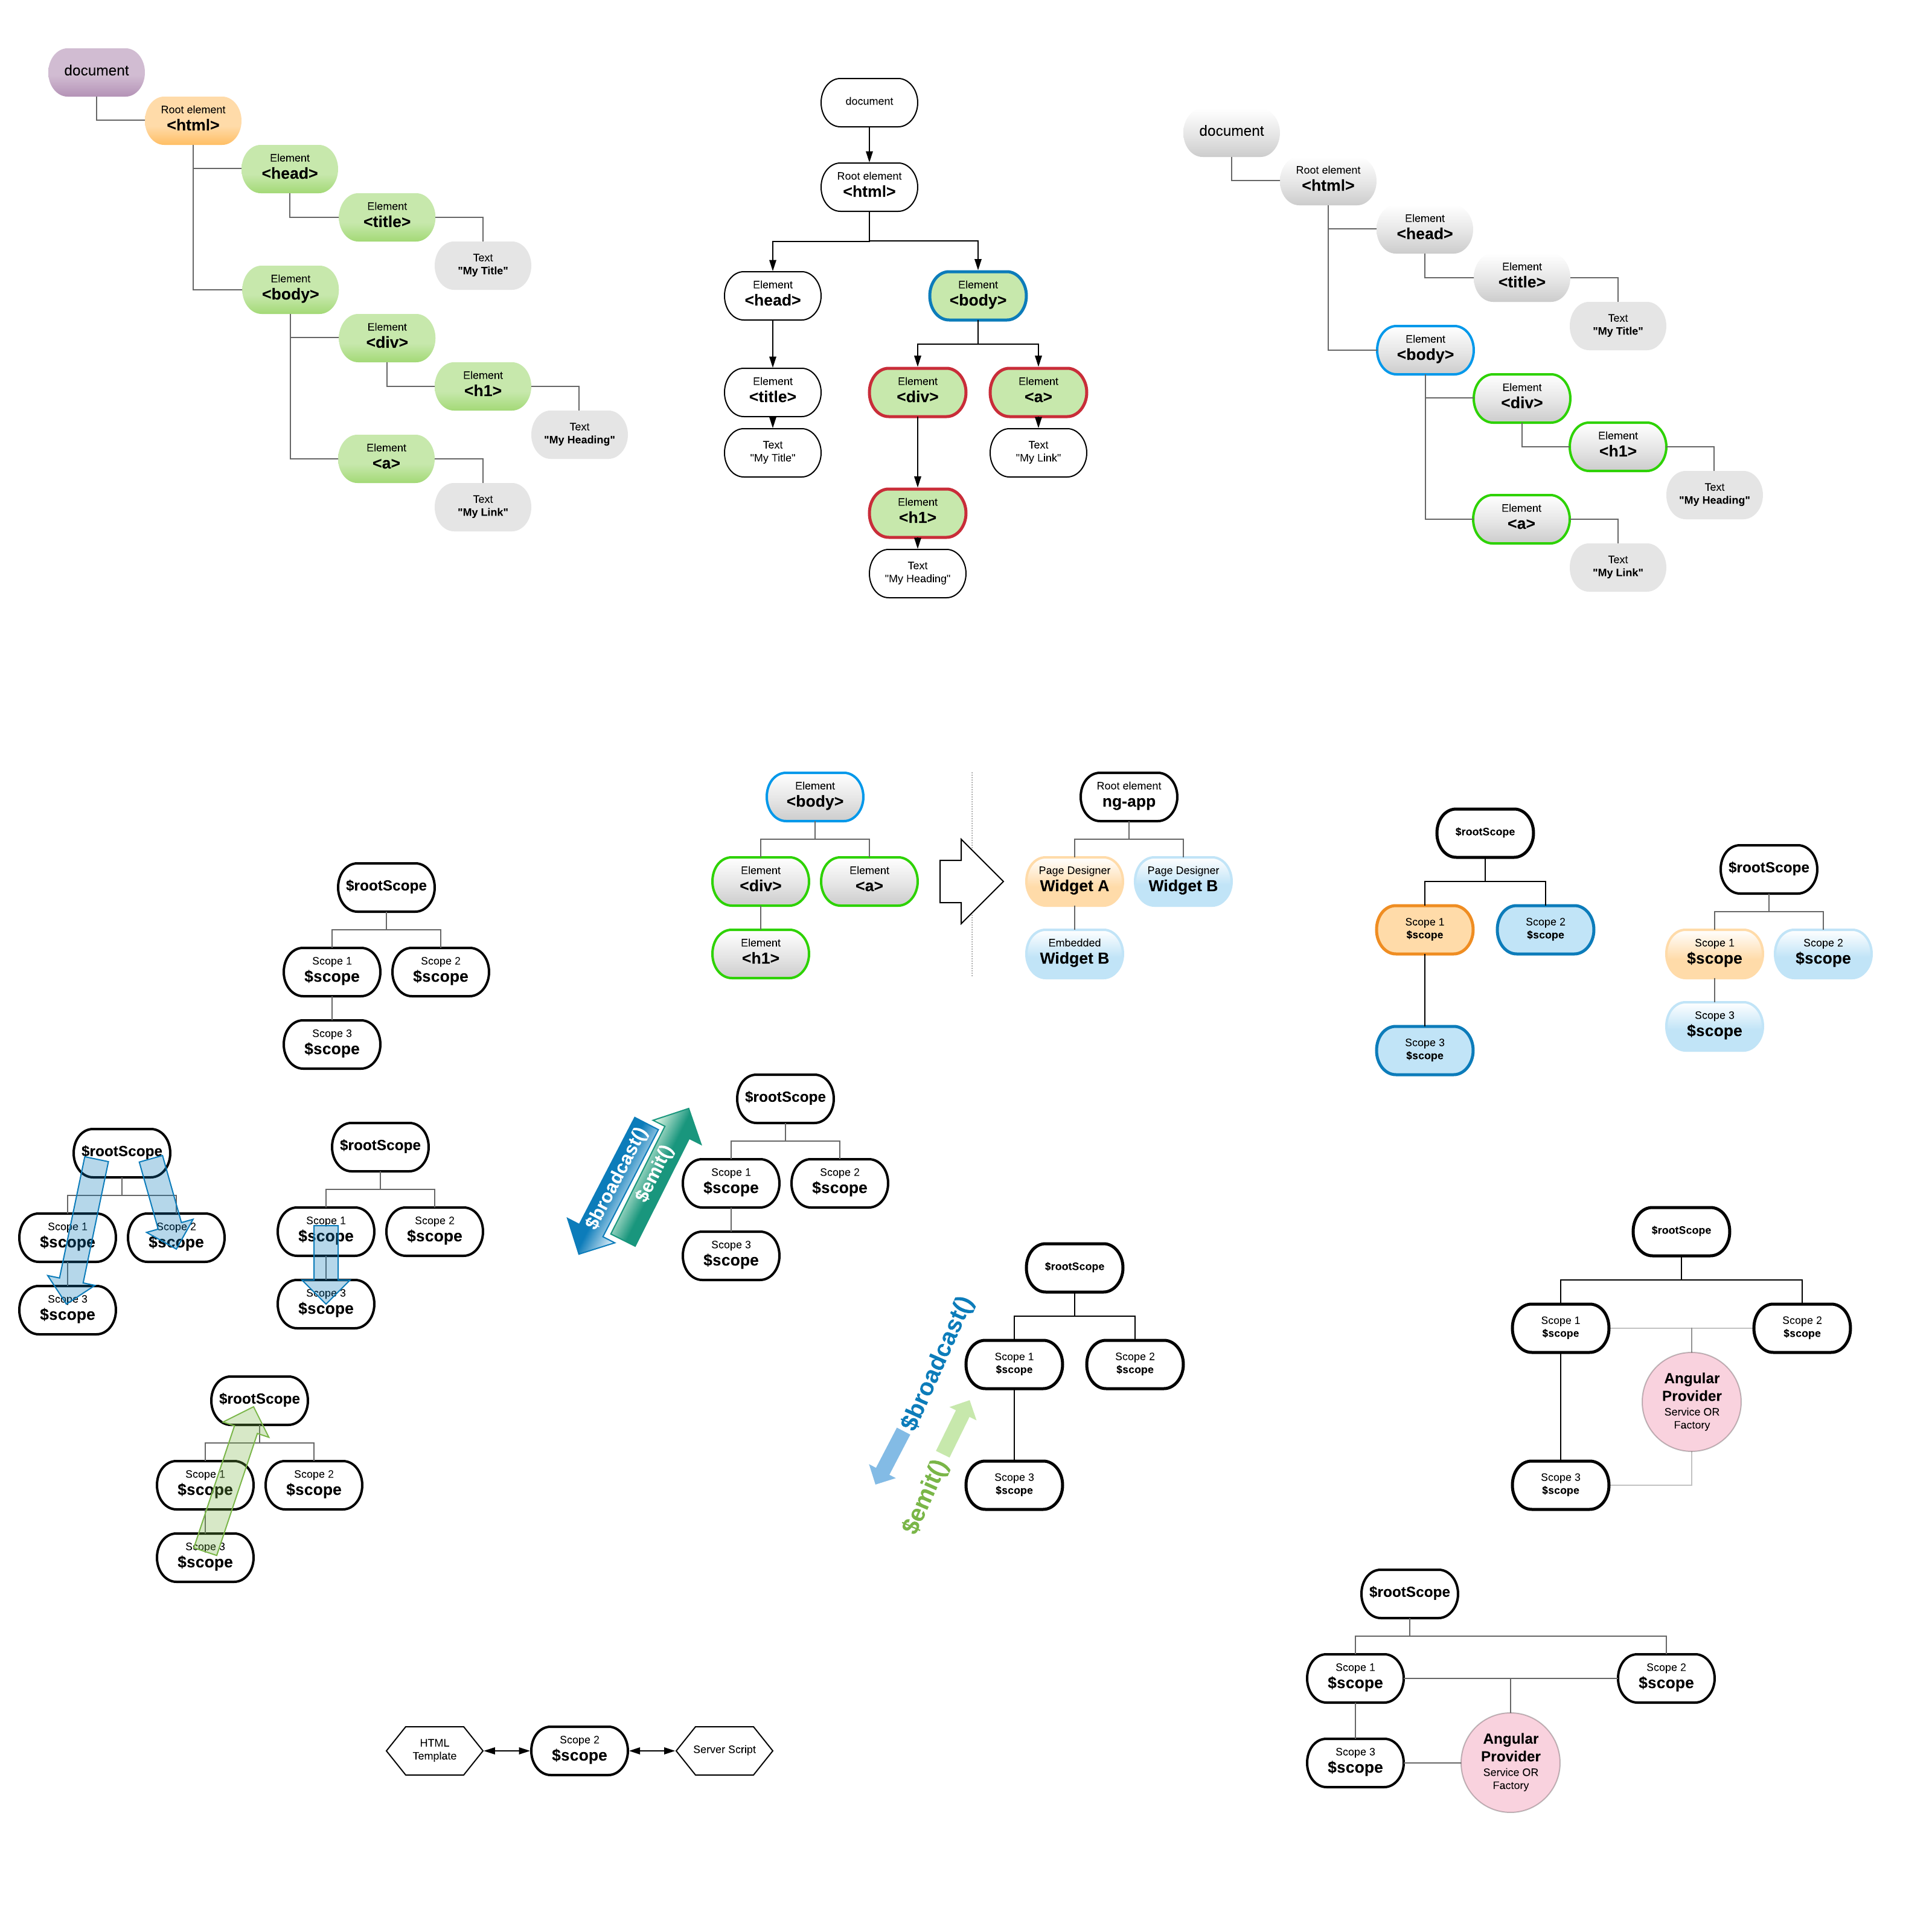 document
Root element
<html>
Element
<head>
Element
<title>
Text
"My Title"
Element
<body>
Element
<div>
Element
<h1>
Text
"My Heading"
Element
<a>
Text
"My Link"
document
Root element
<html>
Element
<head>
Element
<body>
Element
<title>
Element
<div>
Element
<a>
Text
"My Title"
Text
"My Link"
Element
<h1>
Text
"My Heading"
document
Root element
<html>
Element
<head>
Element
<title>
Text
"My Title"
Element
<body>
Element
<div>
Element
<h1>
Text
"My Heading"
Element
<a>
Text
"My Link"
Element
<body>
Element
<div>
Element
<a>
Element
<h1>
Root element
ng-app
Page Designer
Widget A
Page Designer
Widget B
Embedded
Widget B
$rootScope
Scope 1
$scope
Scope 2
$scope
Scope 3
$scope
$rootScope
Scope 1
$scope
Scope 2
$scope
Scope 3
$scope
$rootScope
Scope 1
$scope
Scope 2
$scope
Scope 3
$scope
$rootScope
Scope 1
$scope
Scope 2
$scope
Scope 3
$scope
$rootScope
Scope 1
$scope
Scope 2
$scope
Scope 3
$scope
$broadcast()
$emit()
$rootScope
Scope 1
$scope
Scope 2
$scope
Scope 3
$scope
$broadcast()
$emit()
$rootScope
Scope 1
$scope
Scope 2
$scope
Scope 3
$scope
$rootScope
Scope 1
$scope
Scope 2
$scope
Angular
Provider
Service OR
Factory
Scope 3
$scope
$rootScope
Scope 1
$scope
Scope 2
$scope
Scope 3
$scope
$rootScope
Scope 1
$scope
Scope 2
$scope
Scope 3
$scope
Angular
Provider
Service OR
Factory
HTML
Template
Scope 2
$scope
Server Script